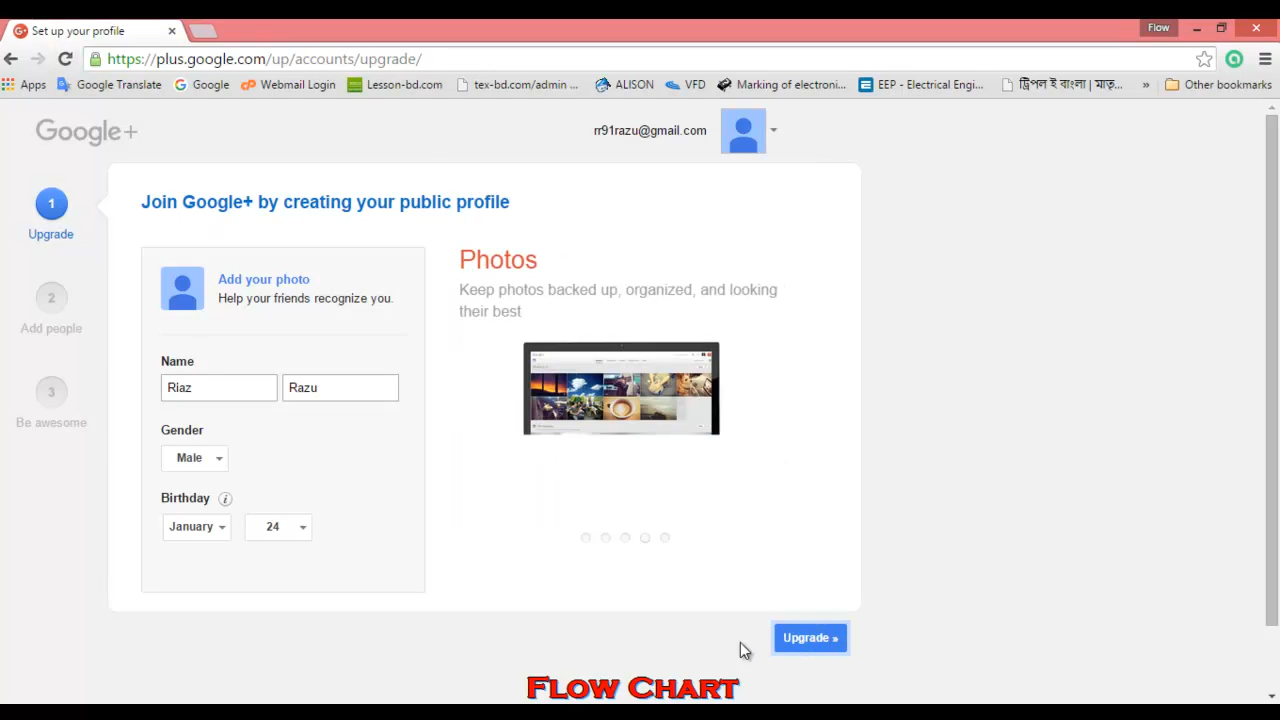 Set up your profile
Flow
https://plus.google.com/up/accounts/upgrade/
Apps Google Translate Google Webmail Login Lesson-bd.com tex-bd.com/admin ... ALISON VFD Marking of electroni... EEP - Electrical Engi... ট্রিপল ই বাংলা | মাতৃ... » Other bookmarks
Google+
rr91razu@gmail.com
1
Upgrade
2
Add people
3
Be awesome
Join Google+ by creating your public profile
Add your photo
Help your friends recognize you.
Name
Riaz Razu
Gender
Male
Birthday i
January 24
Photos
Keep photos backed up, organized, and looking
their best
Upgrade »
Flow Chart